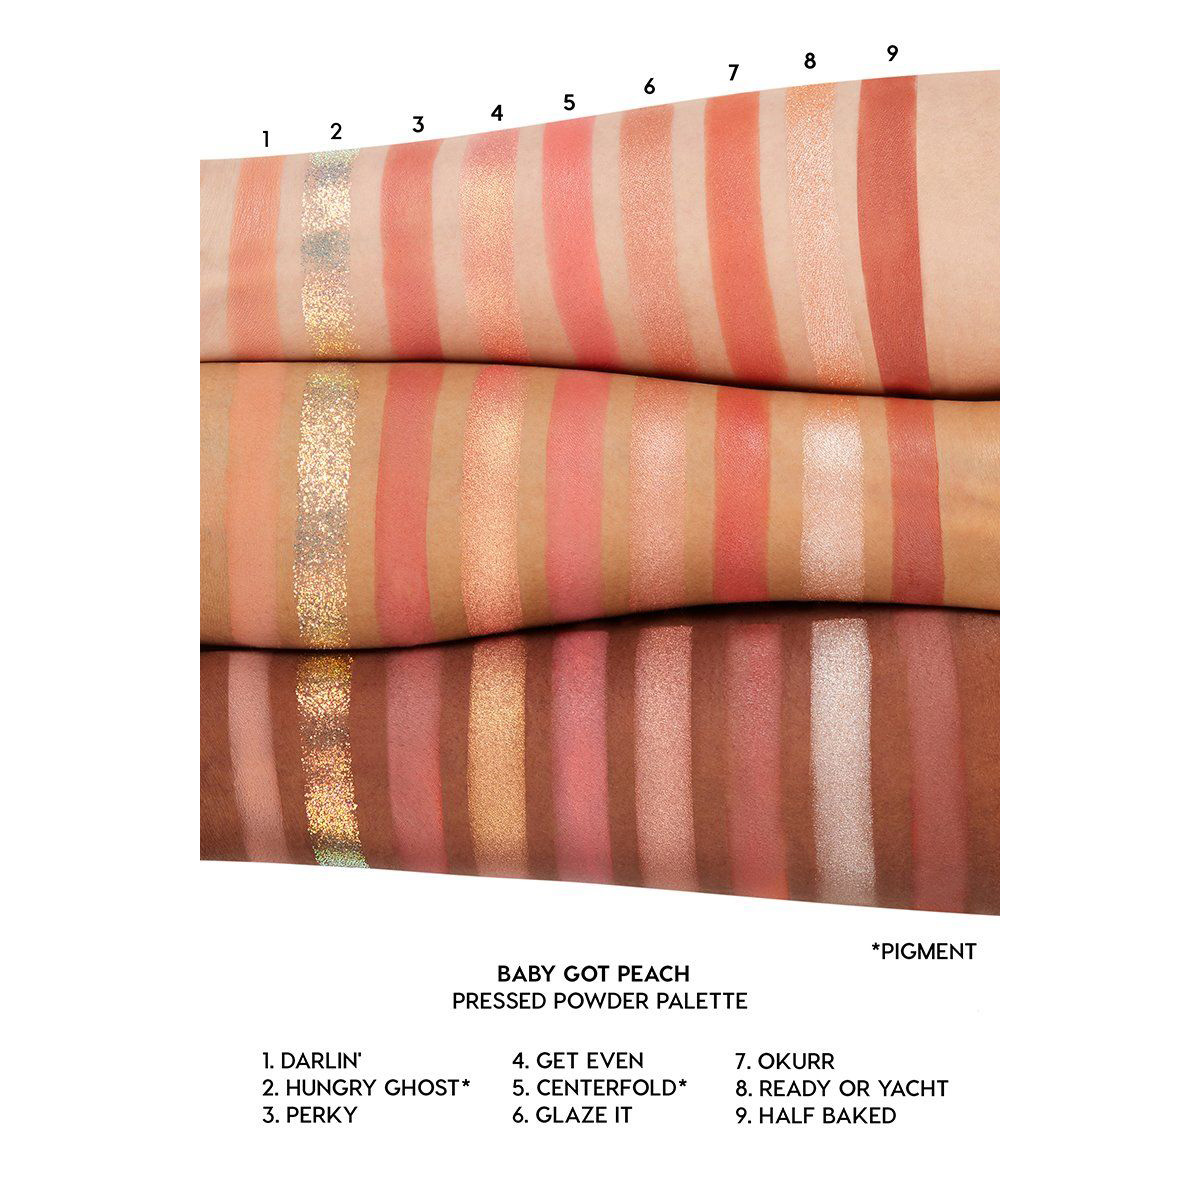 1
2
3
4
5
6
7
8
9
*PIGMENT
BABY GOT PEACH
PRESSED POWDER PALETTE
1. DARLIN'
2. HUNGRY GHOST*
3. PERKY
4. GET EVEN
5. CENTERFOLD*
6. GLAZE IT
7. OKURR
8. READY OR YACHT
9. HALF BAKED